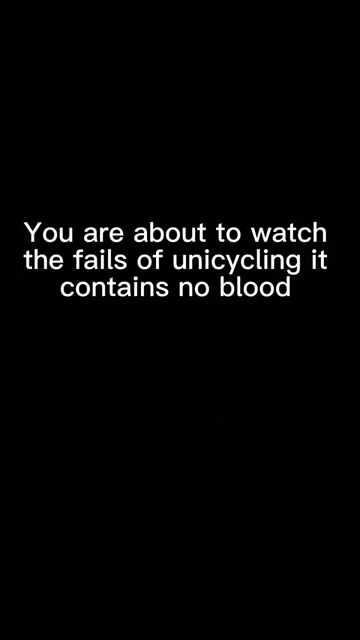 You are about to watch
the fails of unicycling it
contains no blood